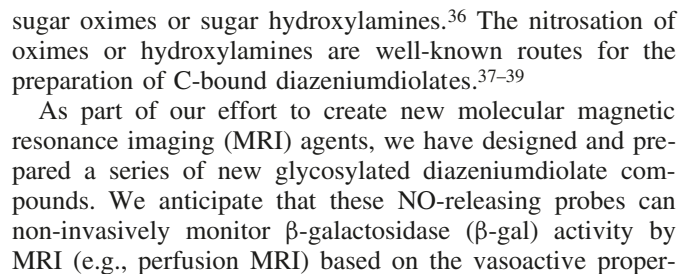 sugar oximes or sugar hydroxylamines.36 The nitrosation of
oximes or hydroxylamines are well-known routes for the
preparation of C-bound diazeniumdiolates.37–39
As part of our effort to create new molecular magnetic
resonance imaging (MRI) agents, we have designed and pre-
pared a series of new glycosylated diazeniumdiolate com-
pounds. We anticipate that these NO-releasing probes can
non-invasively monitor β-galactosidase (β-gal) activity by
MRI (e.g., perfusion MRI) based on the vasoactive proper-